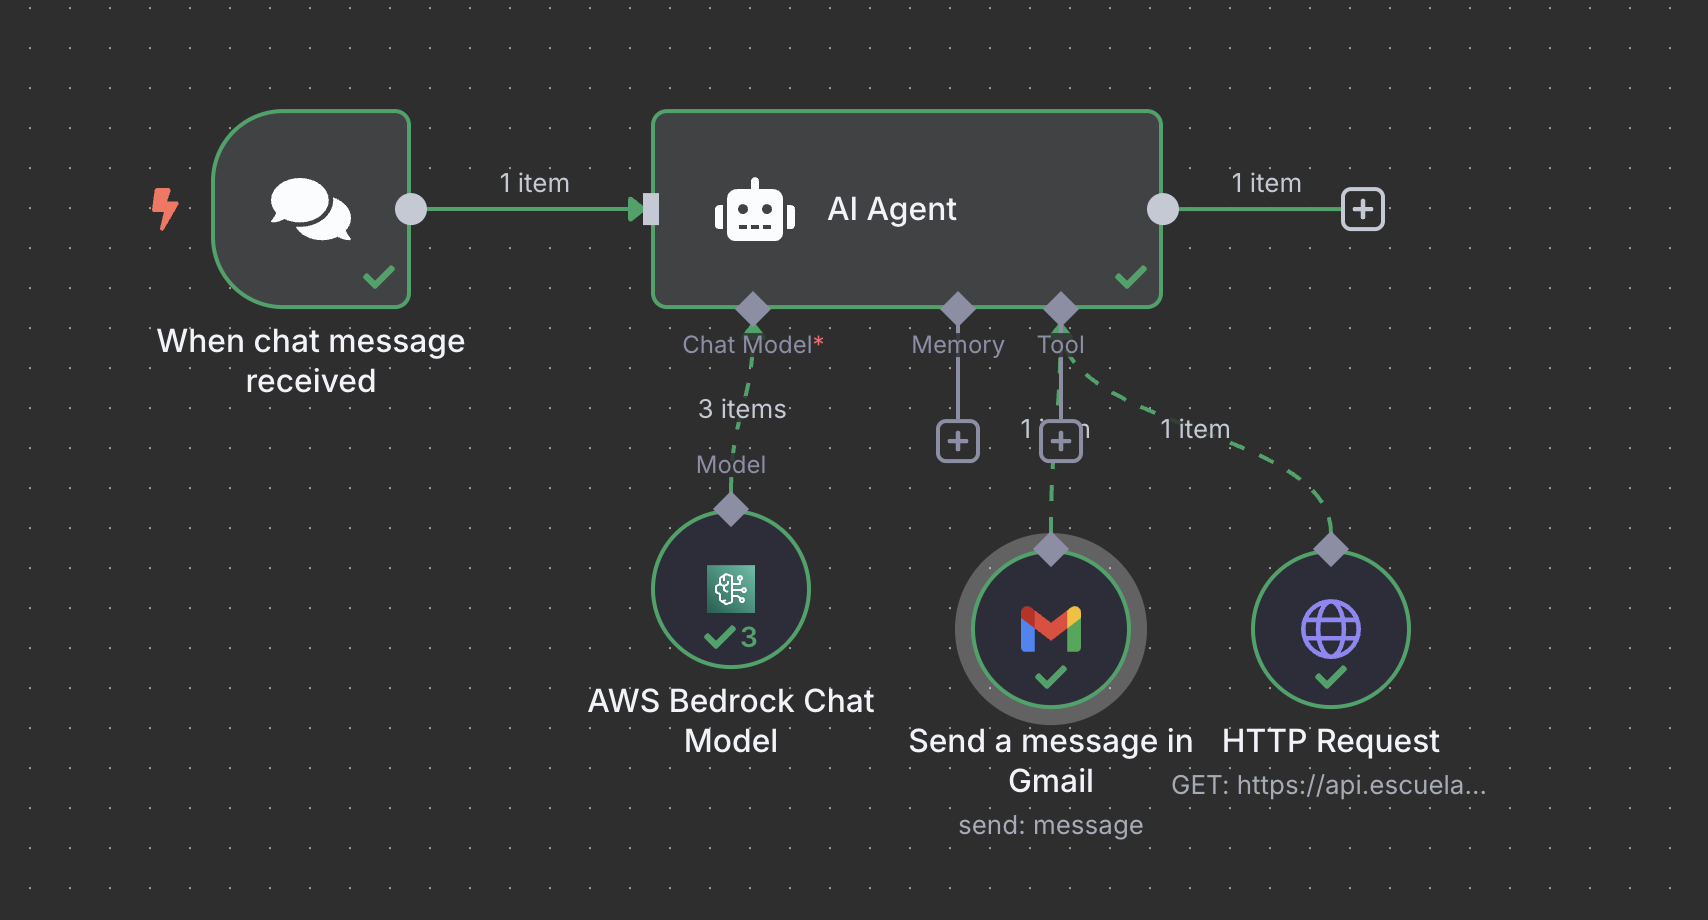 1 item
AI Agent
1 item
When chat message
received
Chat Model*
Memory
Tool
3 items
1
1 item
Model
3
AWS Bedrock Chat
Model
Send a message in
Gmail
send: message
HTTP Request
GET: https://api.escuela...